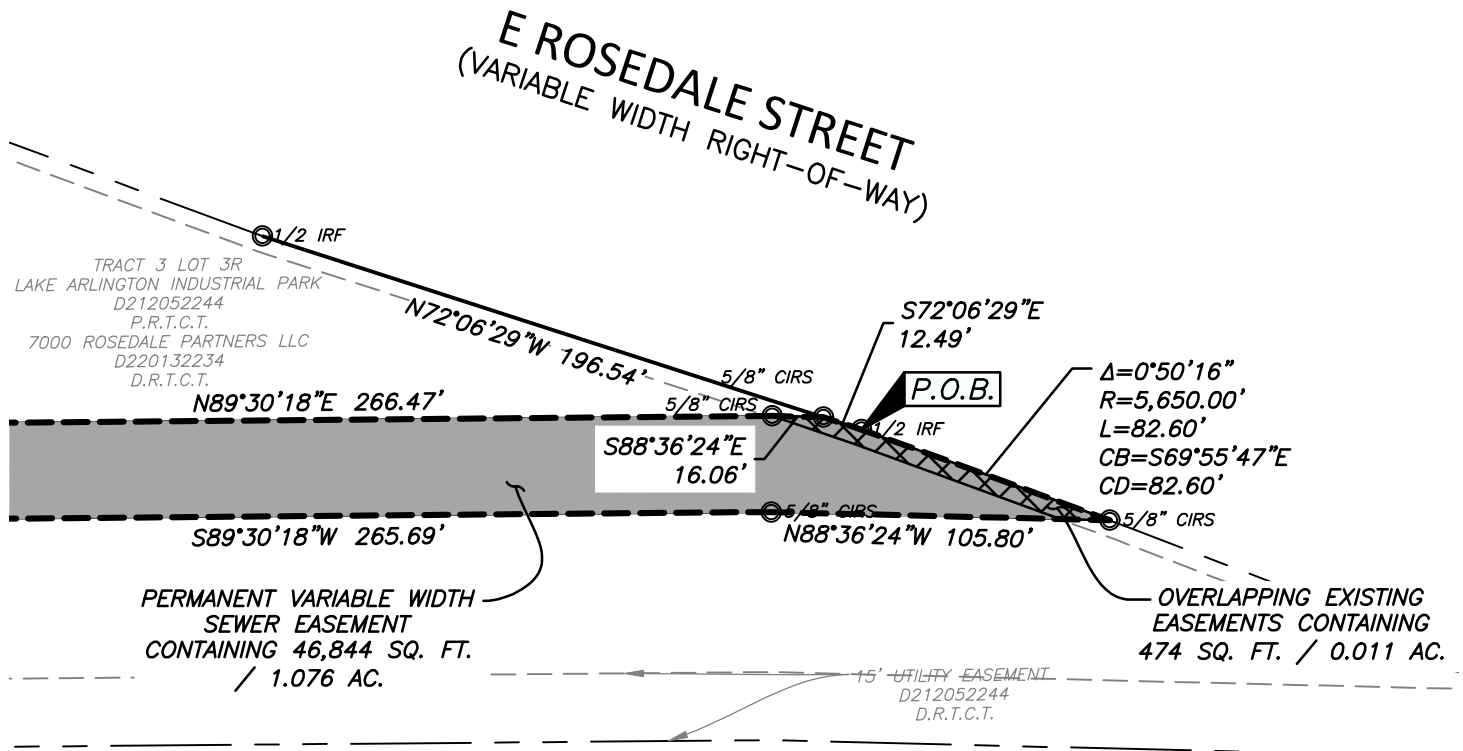 E ROSEDALE STREET
(VARIABLE WIDTH RIGHT-OF-WAY)
1/2 IRF
TRACT 3 LOT 3R
LAKE ARLINGTON INDUSTRIAL PARK
D212052244
P.R.T.C.T.
7000 ROSEDALE PARTNERS LLC
D220132234
D.R.T.C.T.
N72°06'29"W 196.54'
S72°06'29"E
12.49'
5/8" CIRS
P.O.B.
Δ=0°50'16"
R=5,650.00'
L=82.60'
CB=S69°55'47"E
CD=82.60'
N89°30'18"E 266.47'
5/8" CIRS
1/2 IRF
S88°36'24"E
16.06'
5/8" CIRS
5/8" CIRS
S89°30'18"W 265.69'
N88°36'24"W 105.80'
PERMANENT VARIABLE WIDTH
SEWER EASEMENT
CONTAINING 46,844 SQ. FT.
/ 1.076 AC.
OVERLAPPING EXISTING
EASEMENTS CONTAINING
474 SQ. FT. / 0.011 AC.
15' UTILITY EASEMENT
D212052244
D.R.T.C.T.